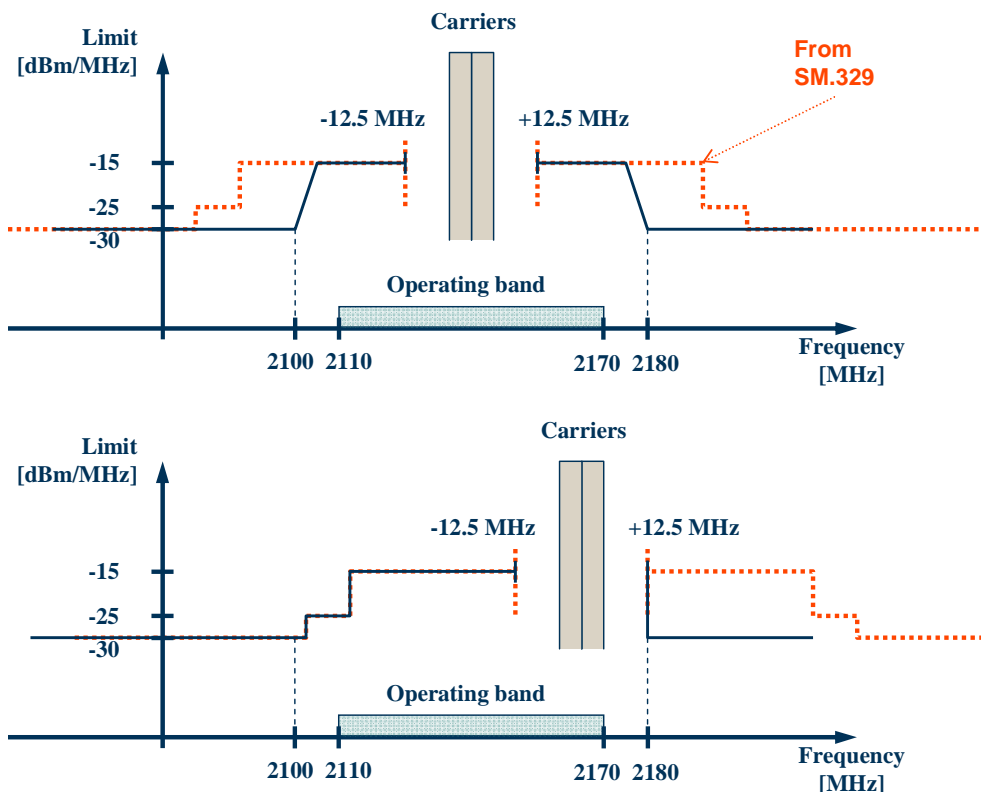 Carriers
Limit
[dBm/MHz]
From
SM.329
-12.5 MHz
+12.5 MHz
-15
-25
-30
Operating band
2100
2110
2170
2180
Frequency
[MHz]
Carriers
Limit
[dBm/MHz]
-12.5 MHz
+12.5 MHz
-15
-25
-30
Operating band
2100
2110
2170
2180
Frequency
[MHz]